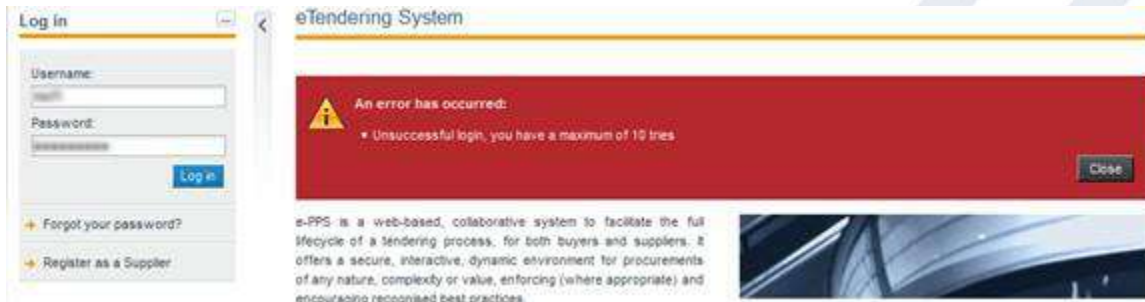 Log in
eTendering System
Username:
Password:
Log in
Forgot your password?
Register as a Supplier
An error has occurred:
Unsuccessful login, you have a maximum of 10 tries
Close
e-PPS is a web-based, collaborative system to facilitate the full
lifecycle of a tendering process, for both buyers and suppliers. It
offers a secure, interactive, dynamic environment for procurements
of any nature, complexity or value, enforcing (where appropriate) and
encouraging recognised best practices.